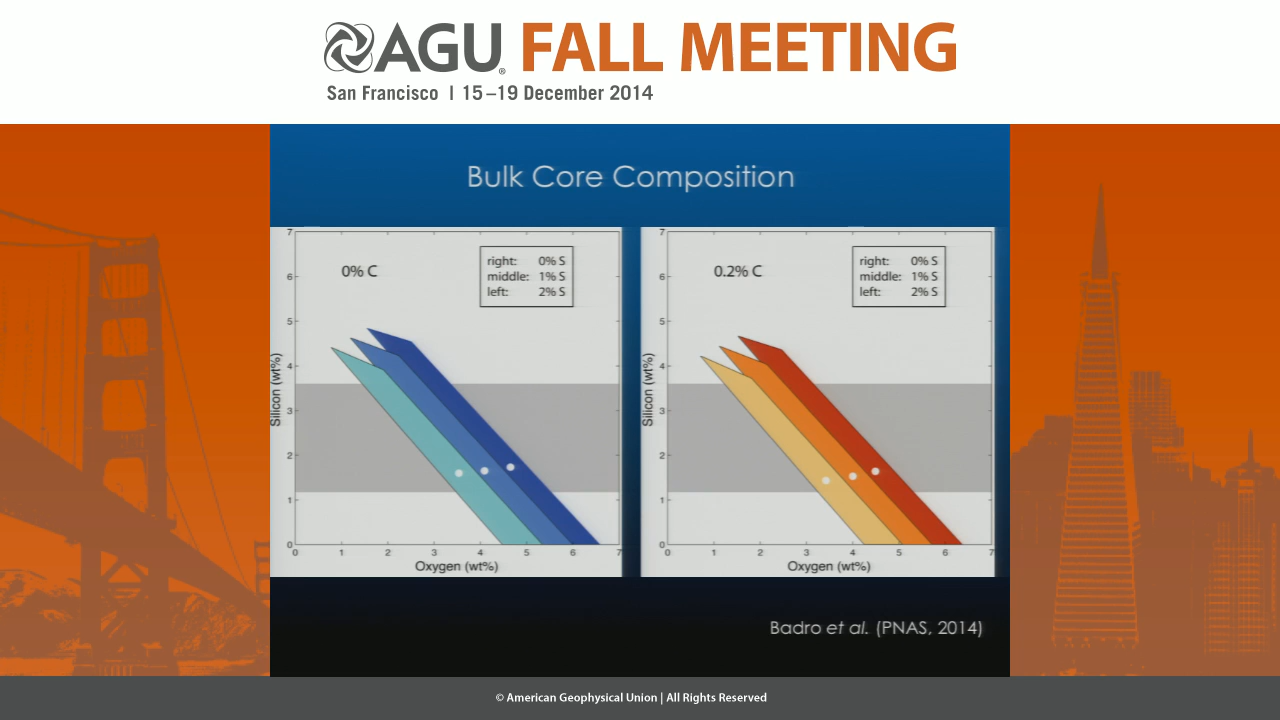 AGU® FALL MEETING
San Francisco | 15–19 December 2014
Bulk Core Composition
7
6
5
4
3
2
1
0
0% C
right: 0% S
middle: 1% S
left: 2% S
Silicon (wt%)
0 1 2 3 4 5 6 7
Oxygen (wt%)
7
6
5
4
3
2
1
0
0.2% C
right: 0% S
middle: 1% S
left: 2% S
Silicon (wt%)
0 1 2 3 4 5 6 7
Oxygen (wt%)
Badro et al. (PNAS, 2014)
© American Geophysical Union | All Rights Reserved